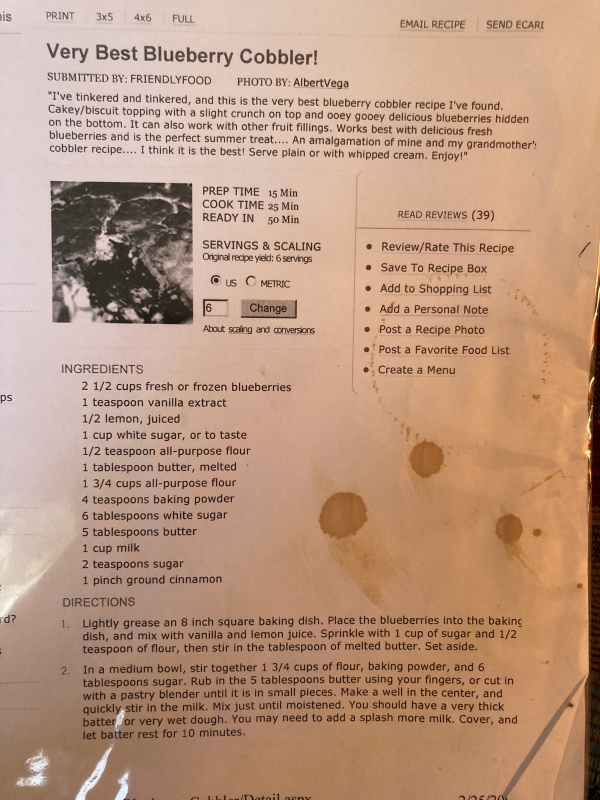 PRINT 3x5 4x6 FULL
EMAIL RECIPE SEND ECARD
Very Best Blueberry Cobbler!
SUBMITTED BY: FRIENDLYFOOD PHOTO BY: AlbertVega
"I've tinkered and tinkered, and this is the very best blueberry cobbler recipe I've found.
Cakey/biscuit topping with a slight crunch on top and ooey gooey delicious blueberries hidden
on the bottom. It can also work with other fruit fillings. Works best with delicious fresh
blueberries and is the perfect summer treat.... An amalgamation of mine and my grandmother's
cobbler recipe.... I think it is the best! Serve plain or with whipped cream. Enjoy!"
PREP TIME 15 Min
COOK TIME 25 Min
READY IN 50 Min
SERVINGS & SCALING
Original recipe yield: 6 servings
US METRIC
6 Change
About scaling and conversions
READ REVIEWS (39)
Review/Rate This Recipe
Save To Recipe Box
Add to Shopping List
Add a Personal Note
Post a Recipe Photo
Post a Favorite Food List
Create a Menu
INGREDIENTS
2 1/2 cups fresh or frozen blueberries
1 teaspoon vanilla extract
1/2 lemon, juiced
1 cup white sugar, or to taste
1/2 teaspoon all-purpose flour
1 tablespoon butter, melted
1 3/4 cups all-purpose flour
4 teaspoons baking powder
6 tablespoons white sugar
5 tablespoons butter
1 cup milk
2 teaspoons sugar
1 pinch ground cinnamon
DIRECTIONS
1. Lightly grease an 8 inch square baking dish. Place the blueberries into the baking
dish, and mix with vanilla and lemon juice. Sprinkle with 1 cup of sugar and 1/2
teaspoon of flour, then stir in the tablespoon of melted butter. Set aside.
2. In a medium bowl, stir together 1 3/4 cups of flour, baking powder, and 6
tablespoons sugar. Rub in the 5 tablespoons butter using your fingers, or cut in
with a pastry blender until it is in small pieces. Make a well in the center, and
quickly stir in the milk. Mix just until moistened. You should have a very thick
batter, or very wet dough. You may need to add a splash more milk. Cover, and
let batter rest for 10 minutes.